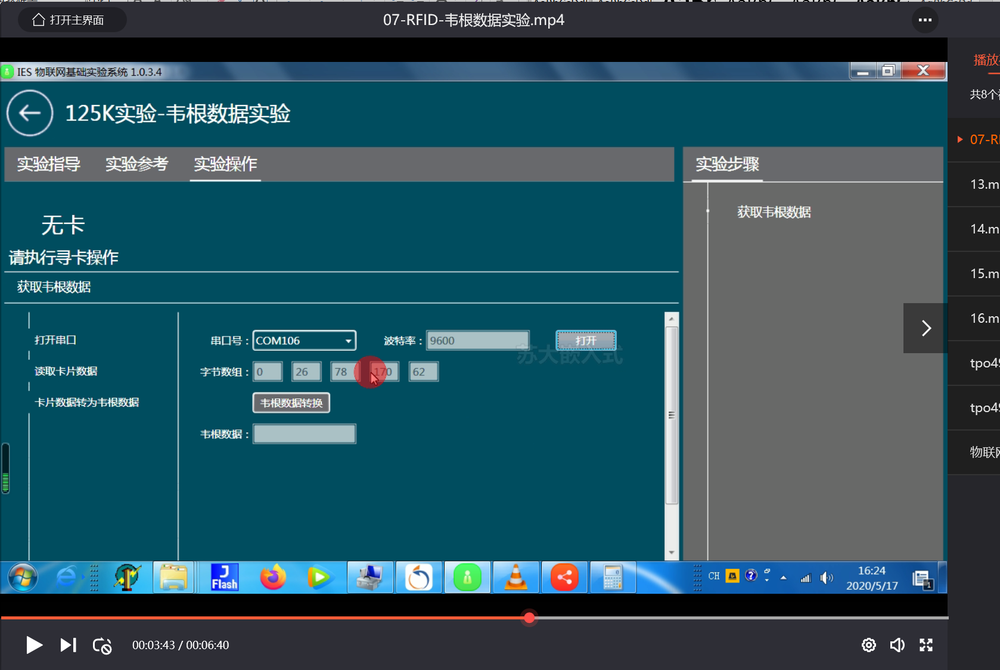 打开主界面
07-RFID-韦根数据实验.mp4
IES 物联网基础实验系统 1.0.3.4
125K实验-韦根数据实验
实验指导 实验参考 实验操作
实验步骤
获取韦根数据
无卡
请执行寻卡操作
获取韦根数据
打开串口
读取卡片数据
卡片数据转为韦根数据
串口号： COM106 波特率： 9600 打开
字节数组： 0 26 78 170 62
韦根数据转换
韦根数据：
苏大嵌入式
共8个
07-R
13.m
14.m
15.m
16.m
tpo49
tpo49
物联
J
Flash
CH
16:24
2020/5/17
1
00:03:43 / 00:06:40
播放